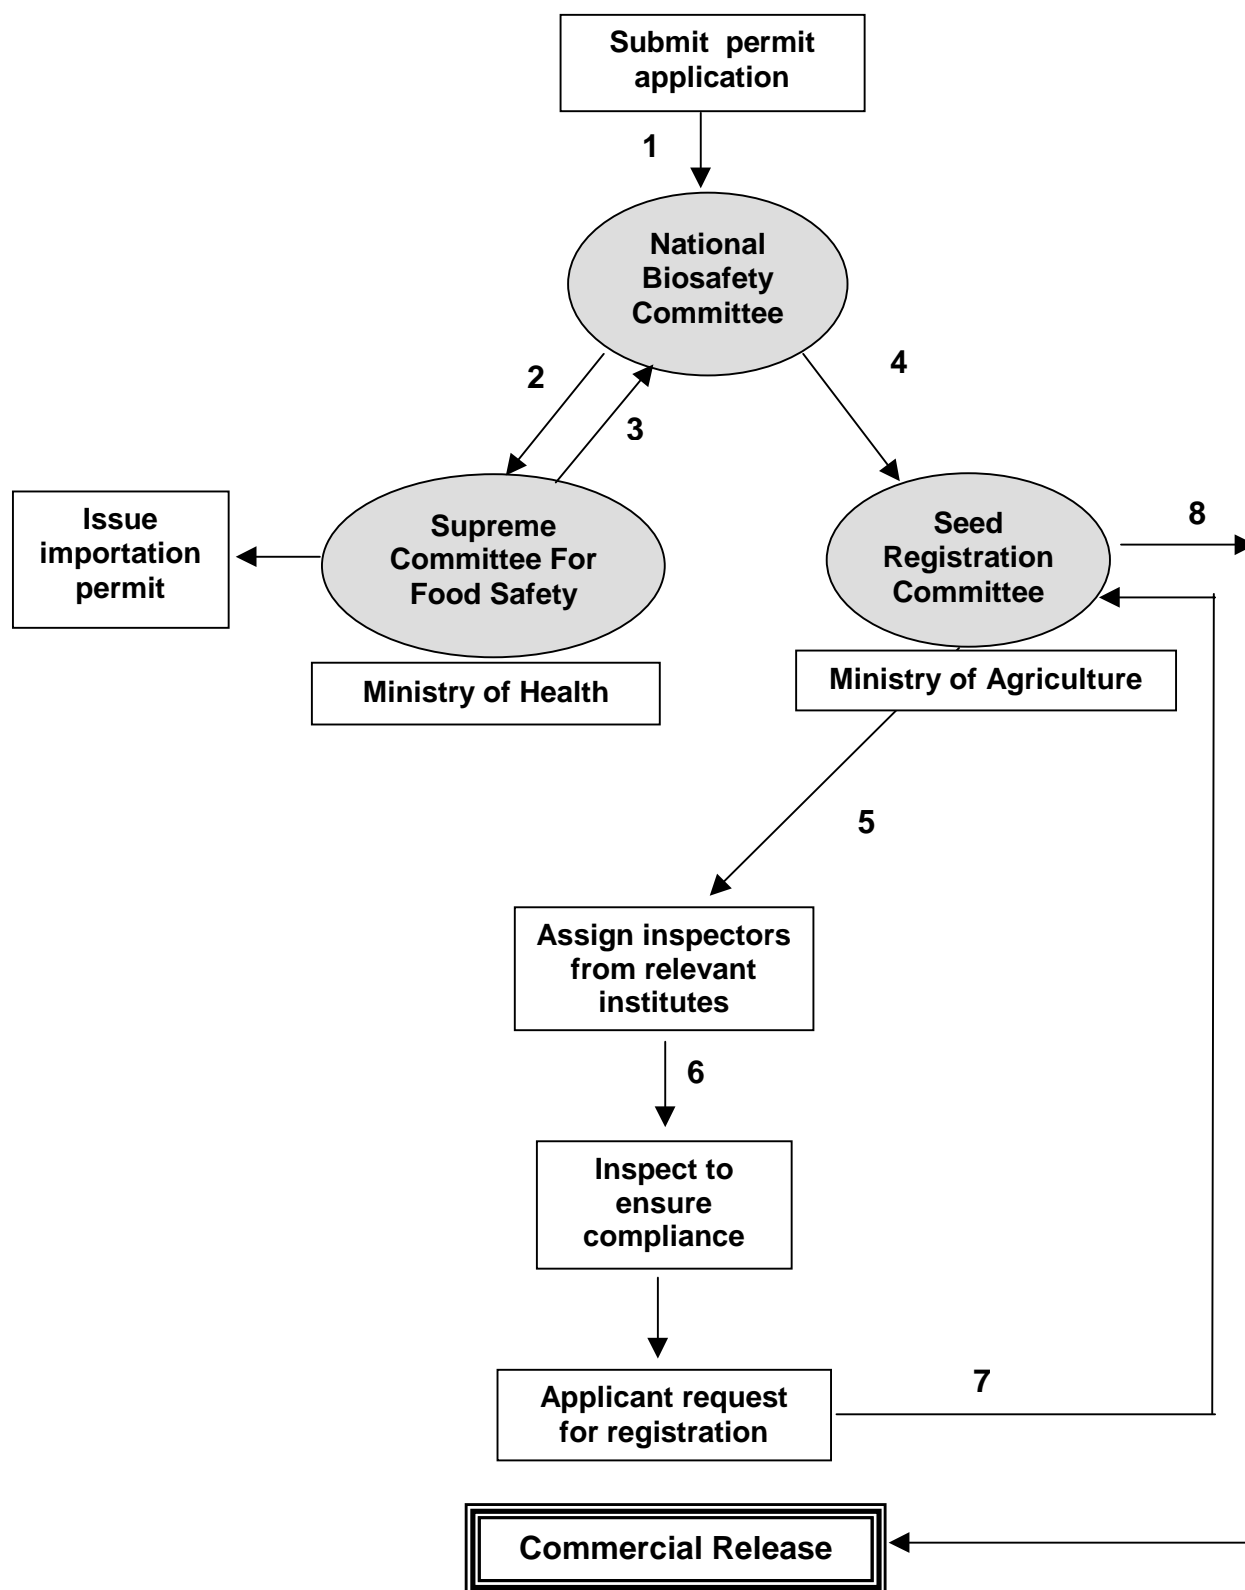 Submit permit
application
1
National
Biosafety
Committee
2
4
3
Issue
importation
permit
Supreme
Committee For
Food Safety
Seed
Registration
Committee
8
Ministry of Health
Ministry of Agriculture
5
Assign inspectors
from relevant
institutes
6
Inspect to
ensure
compliance
Applicant request
for registration
7
Commercial Release